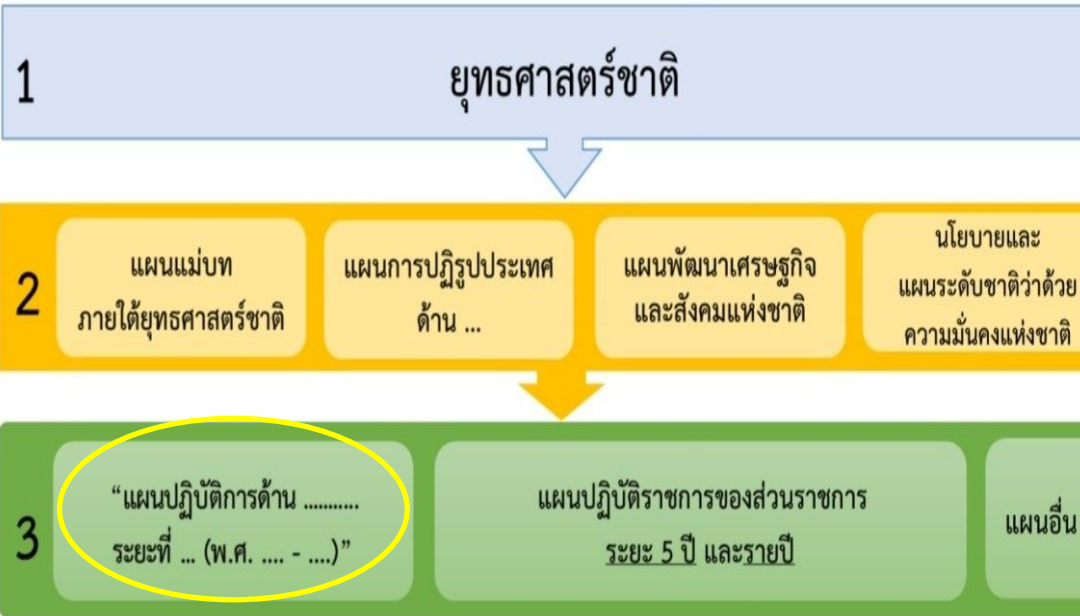 1
ยุทธศาสตร์ชาติ
2
แผนแม่บท
ภายใต้ยุทธศาสตร์ชาติ
แผนการปฏิรูปประเทศ
ด้าน ...
แผนพัฒนาเศรษฐกิจ
และสังคมแห่งชาติ
นโยบายและ
แผนระดับชาติว่าด้วย
ความมั่นคงแห่งชาติ
3
“แผนปฏิบัติการด้าน ...........
ระยะที่ ... (พ.ศ. .... - ....)”
แผนปฏิบัติราชการของส่วนราชการ
ระยะ 5 ปี และรายปี
แผนอื่น